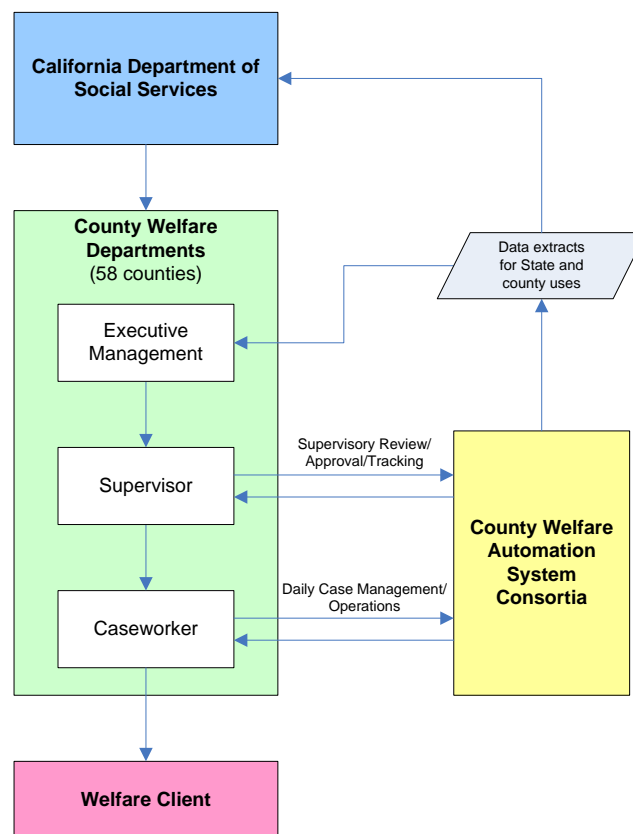 California Department of
Social Services
County Welfare
Departments
(58 counties)
Data extracts
for State and
county uses
Executive
Management
Supervisory Review/
Approval/Tracking
Supervisor
County Welfare
Automation
System
Consortia
Daily Case Management/
Operations
Caseworker
Welfare Client